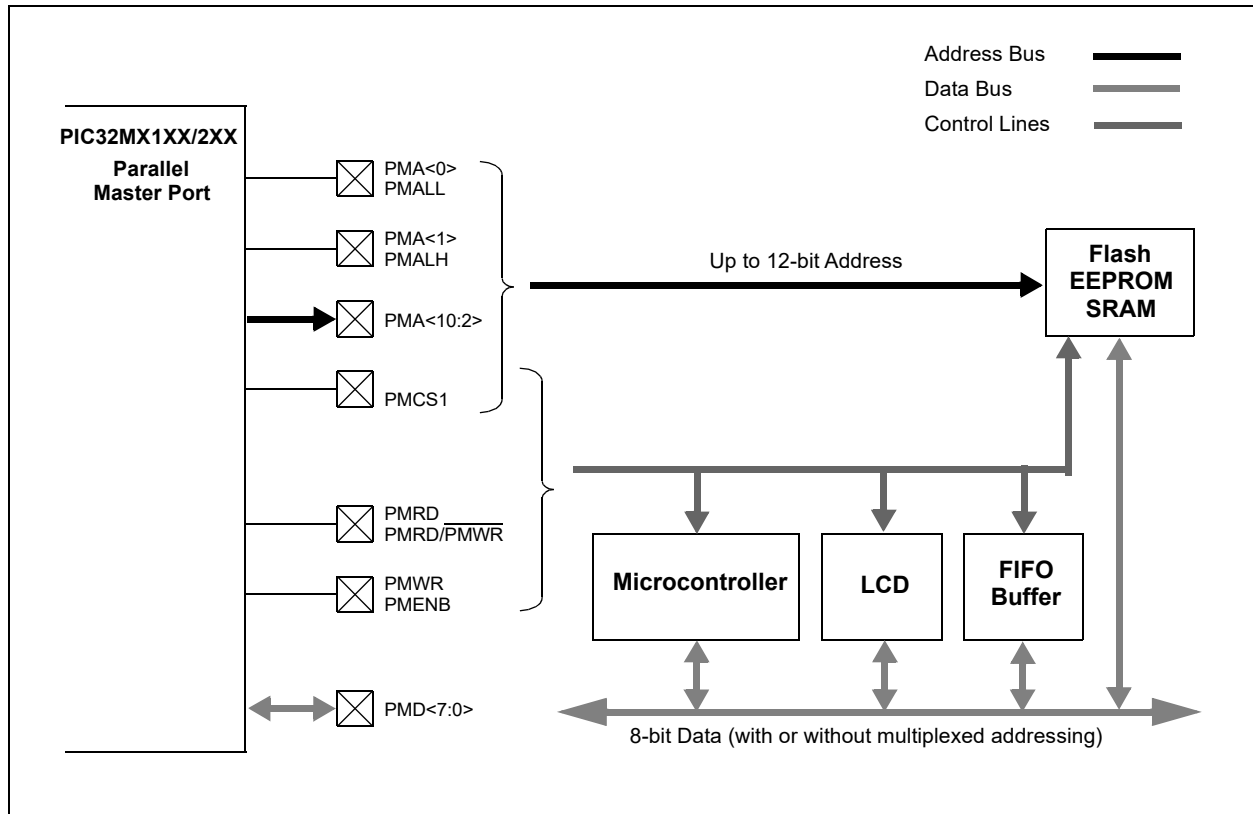 Address Bus
Data Bus
Control Lines
PIC32MX1XX/2XX
Parallel
Master Port
PMA<0>
PMALL
PMA<1>
PMALH
PMA<10:2>
PMCS1
PMRD
PMRD/PMWR
PMWR
PMENB
PMD<7:0>
Up to 12-bit Address
Flash
EEPROM
SRAM
Microcontroller
LCD
FIFO
Buffer
8-bit Data (with or without multiplexed addressing)